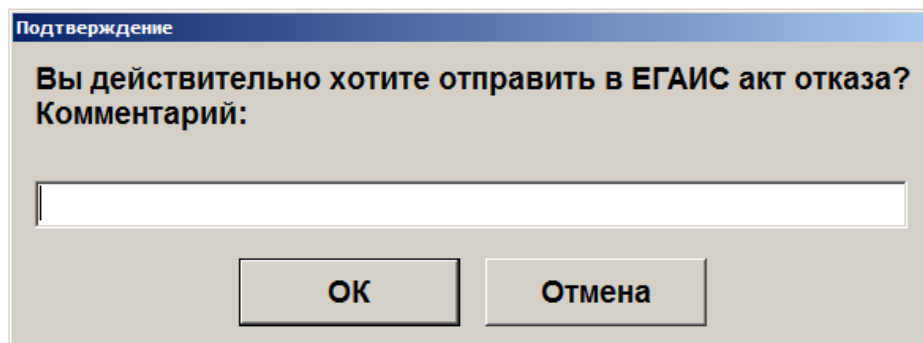 Подтверждение
Вы действительно хотите отправить в ЕГАИС акт отказа?
Комментарий:
ОК
Отмена